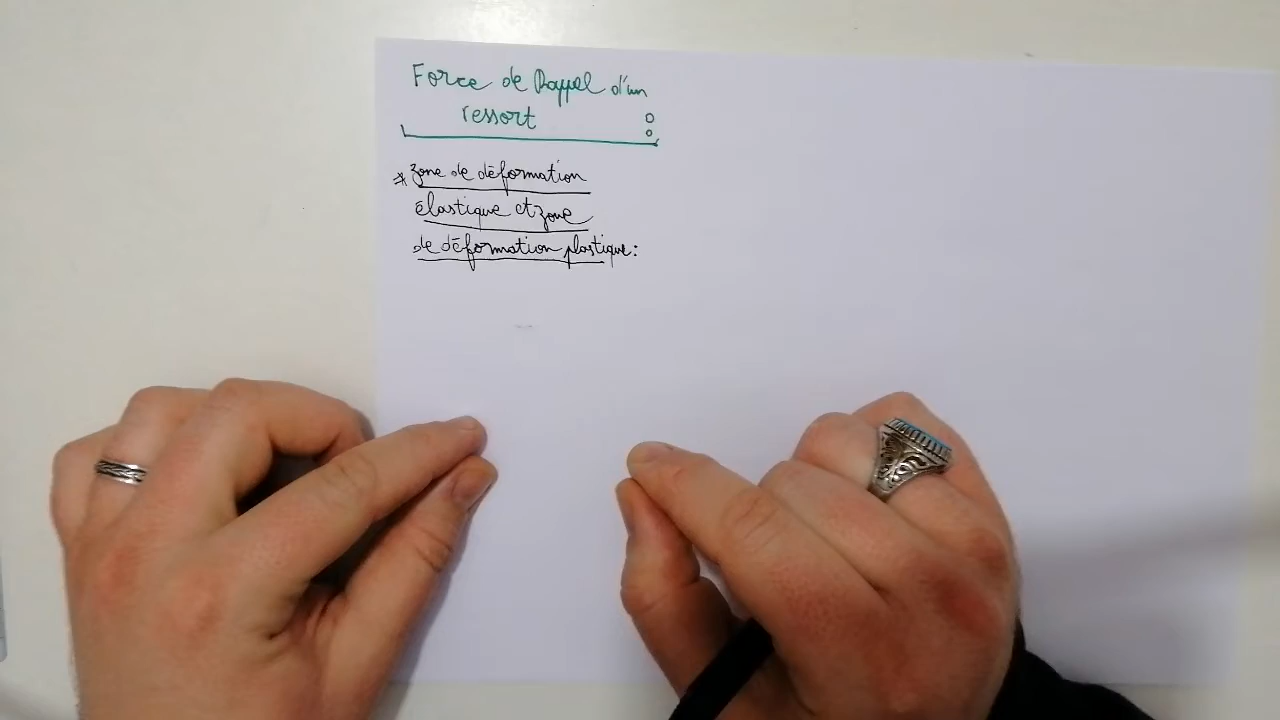 Force de Rappel d'un
ressort :
* zone de déformation
élastique et zone
de déformation plastique: